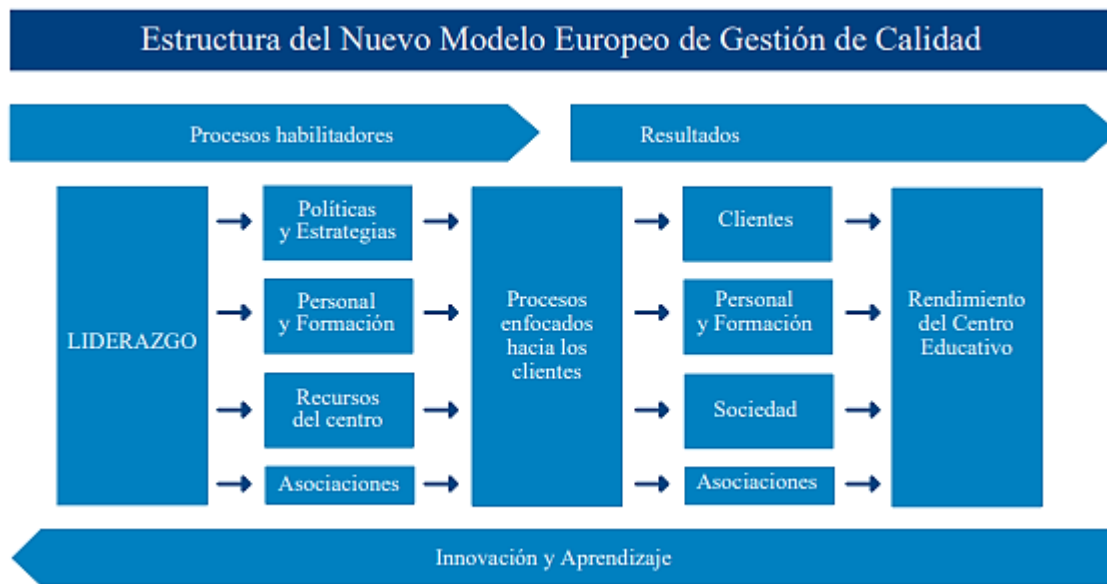 Estructura del Nuevo Modelo Europeo de Gestión de Calidad
Procesos habilitadores
Resultados
LIDERAZGO
Políticas
y Estrategias
Personal
y Formación
Recursos
del centro
Asociaciones
Procesos
enfocados
hacia los
clientes
Clientes
Personal
y Formación
Sociedad
Asociaciones
Rendimiento
del Centro
Educativo
Innovación y Aprendizaje